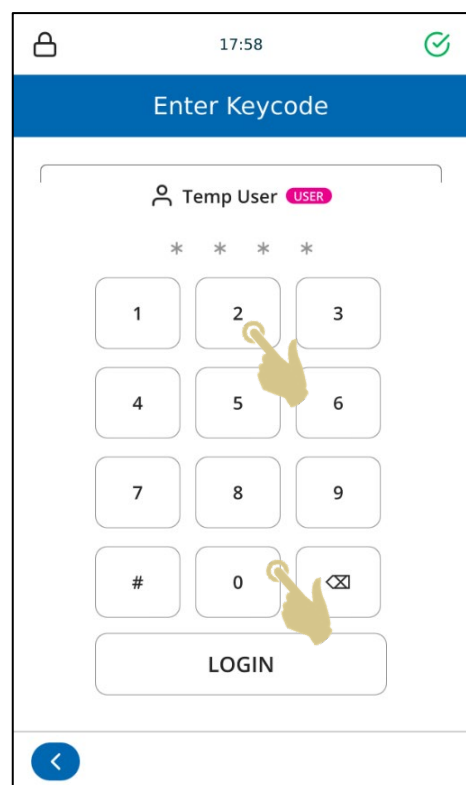 17:58
Enter Keycode
Temp User USER
* * * *
1 2 3
4 5 6
7 8 9
# 0
LOGIN